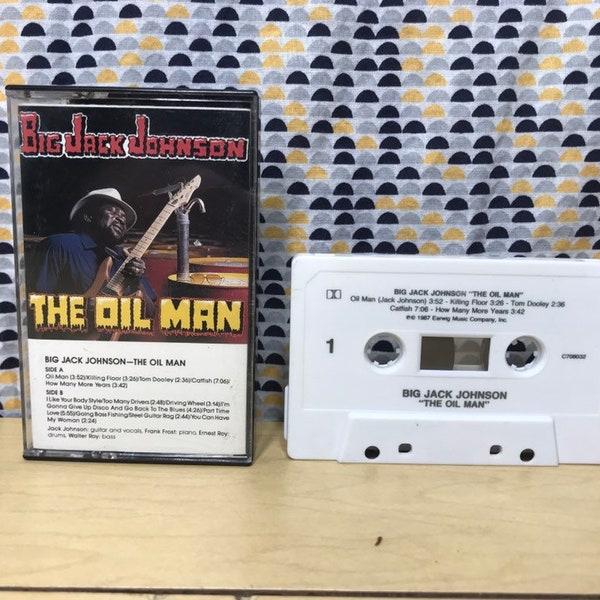 BIG JACK JOHNSON
THE OIL MAN
BIG JACK JOHNSON—THE OIL MAN
SIDE A
Oil Man (3:52)/Killing Floor (3:26)/Tom Dooley (2:36)/Catfish (7:06)/
How Many More Years (3:42)
SIDE B
I Like Your Body Style/Too Many Drivers (2:48)/Driving Wheel (3:14)/I'm
Gonna Give Up Disco And Go Back To The Blues (4:26)/Part Time
Love (5:55)/Going Bass Fishing/Steel Guitar Rag (2:44)/You Can Have
My Woman (2:24)
Jack Johnson: guitar and vocals, Frank Frost: piano, Ernest Roy:
drums, Walter Roy: bass
BIG JACK JOHNSON "THE OIL MAN"
Oil Man (Jack Johnson) 3:52 - Killing Floor 3:26 - Tom Dooley 2:36
Catfish 7:06 - How Many More Years 3:42
℗ © 1987 Earwig Music Company, Inc.
1
C708032
BIG JACK JOHNSON
"THE OIL MAN"